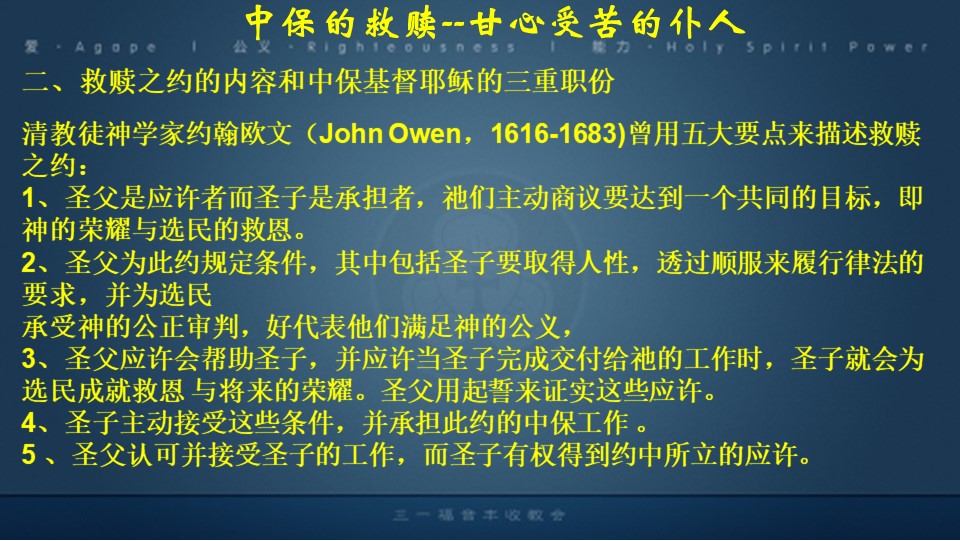 中保的救赎--甘心受苦的仆人
爱 · Agape | 公义 · Righteousness | 能力 · Holy Spirit Power
二、救赎之约的内容和中保基督耶稣的三重职份
清教徒神学家约翰欧文（John Owen，1616-1683)曾用五大要点来描述救赎
之约：
1、圣父是应许者而圣子是承担者，祂们主动商议要达到一个共同的目标，即
神的荣耀与选民的救恩。
2、圣父为此约规定条件，其中包括圣子要取得人性，透过顺服来履行律法的
要求，并为选民
承受神的公正审判，好代表他们满足神的公义，
3、圣父应许会帮助圣子，并应许当圣子完成交付给祂的工作时，圣子就会为
选民成就救恩 与将来的荣耀。圣父用起誓来证实这些应许。
4、圣子主动接受这些条件，并承担此约的中保工作 。
5 、圣父认可并接受圣子的工作，而圣子有权得到约中所立的应许。
三一福音丰收教会